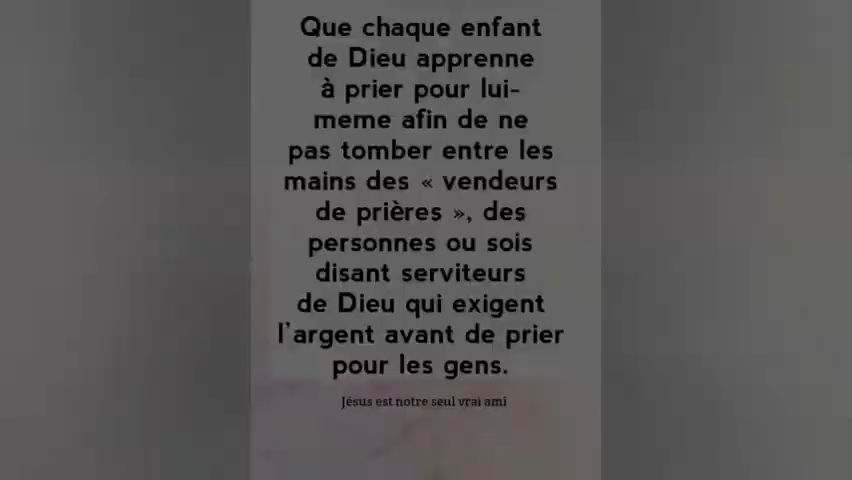 Que chaque enfant
de Dieu apprenne
à prier pour lui-
meme afin de ne
pas tomber entre les
mains des « vendeurs
de prières », des
personnes ou sois
disant serviteurs
de Dieu qui exigent
l'argent avant de prier
pour les gens.
Jésus est notre seul vrai ami